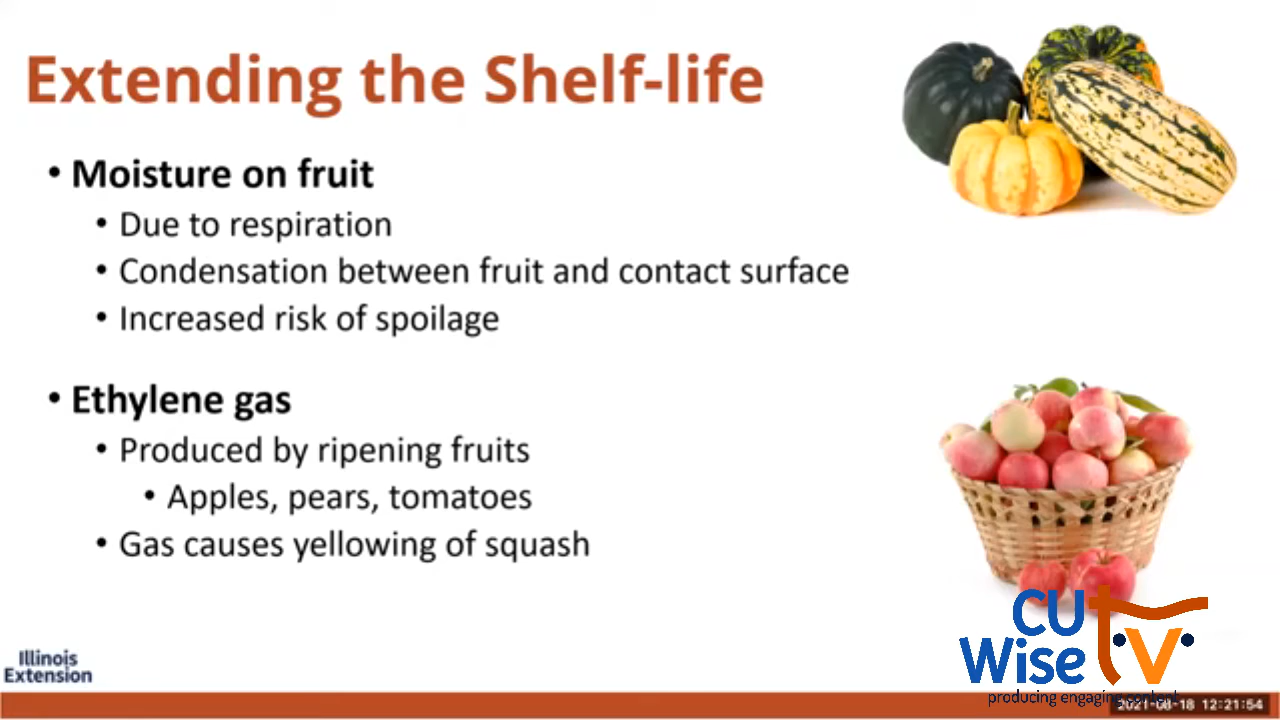 Extending the Shelf-life
• Moisture on fruit
• Due to respiration
• Condensation between fruit and contact surface
• Increased risk of spoilage
• Ethylene gas
• Produced by ripening fruits
• Apples, pears, tomatoes
• Gas causes yellowing of squash
Illinois
Extension
CU
Wise tv
producing engaging content
2021-08-18 12:21:54